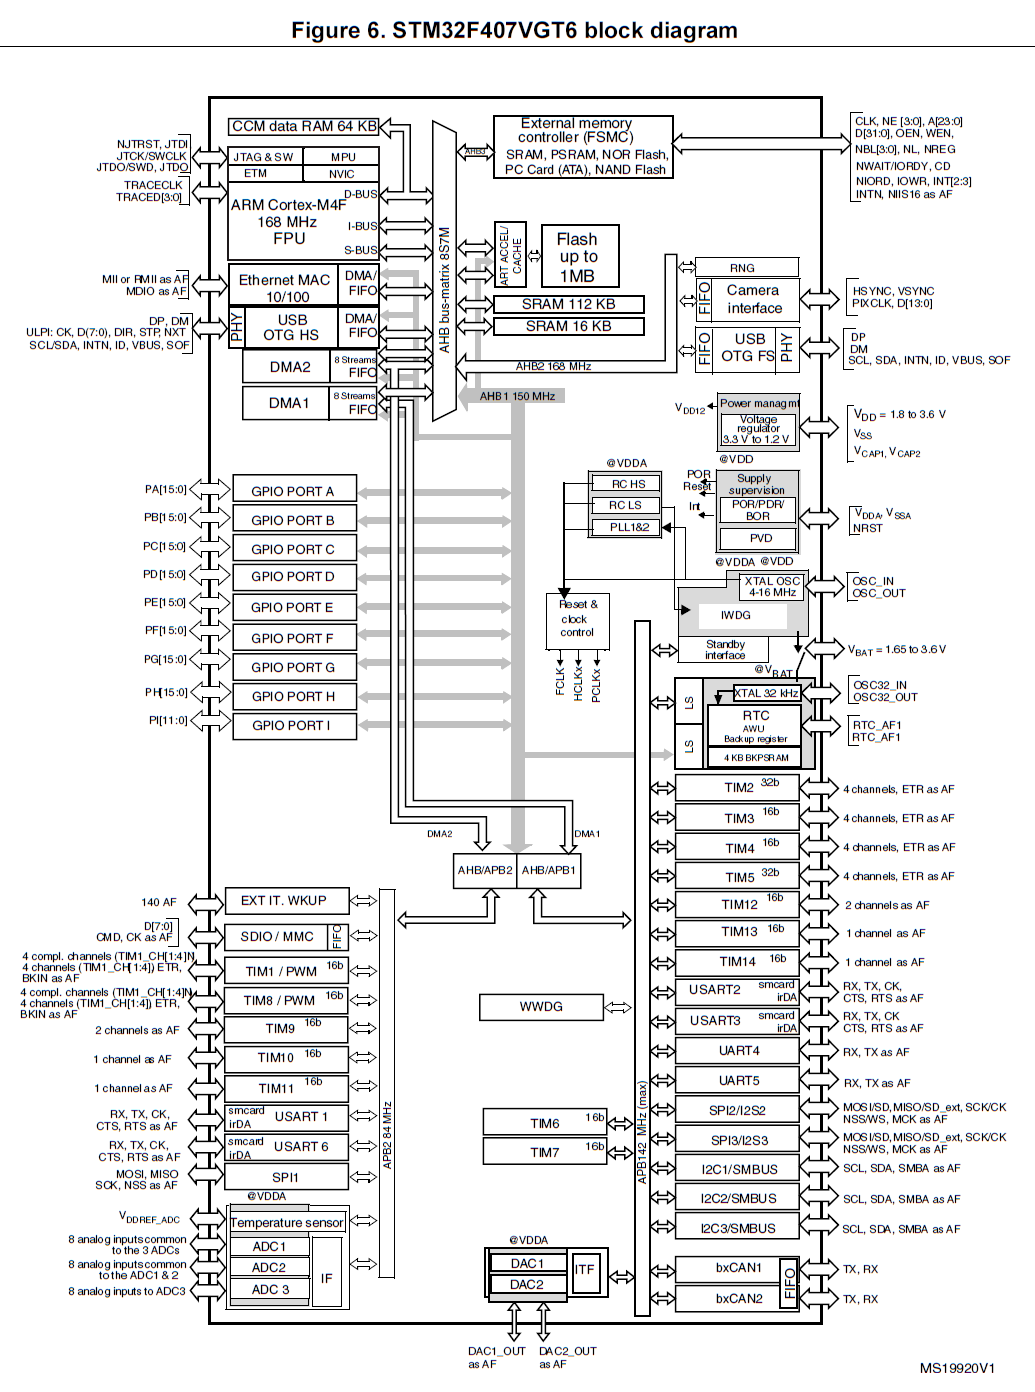 Figure 6. STM32F407VGT6 block diagram
CCM data RAM 64 KB
NJTRST, JTDI
JTCK/SWCLK
JTDO/SWD, JTDO
TRACECLK
TRACED[3:0]
JTAG & SW
MPU
ETM
NVIC
D-BUS
ARM Cortex-M4F
168 MHz
FPU
I-BUS
S-BUS
MII or RMII as AF
MDIO as AF
Ethernet MAC
10/100
DMA/
FIFO
DP, DM
ULPI: CK, D(7:0), DIR, STP, NXT
SCL/SDA, INTN, ID, VBUS, SOF
PHY
USB
OTG HS
DMA/
FIFO
DMA2
8 Streams
FIFO
DMA1
8 Streams
FIFO
AHB bus-matrix 8S7M
AHB3
External memory
controller (FSMC)
SRAM, PSRAM, NOR Flash,
PC Card (ATA), NAND Flash
CLK, NE [3:0], A[23:0]
D[31:0], OEN, WEN,
NBL[3:0], NL, NREG
NWAIT/IORDY, CD
NIORD, IOWR, INT[2:3]
INTN, NIIS16 as AF
ART ACCEL/
CACHE
Flash
up to
1MB
SRAM 112 KB
SRAM 16 KB
AHB2 168 MHz
AHB1 150 MHz
RNG
FIFO
Camera
interface
HSYNC, VSYNC
PIXCLK, D[13:0]
FIFO
USB
OTG FS
PHY
DP
DM
SCL, SDA, INTN, ID, VBUS, SOF
VDD12
Power managmt
Voltage
regulator
3.3 V to 1.2 V
@VDD
VDD = 1.8 to 3.6 V
VSS
VCAP1, VCAP2
@VDDA
RC HS
RC LS
PLL1&2
POR
Reset
Int
Supply
supervision
POR/PDR/
BOR
PVD
@VDDA @VDD
VDDA, VSSA
NRST
XTAL OSC
4-16 MHz
IWDG
OSC_IN
OSC_OUT
Reset &
clock
control
FCLK
HCLKx
PCLKx
Standby
interface
@VBAT
VBAT = 1.65 to 3.6 V
LS
LS
XTAL 32 kHz
OSC32_IN
OSC32_OUT
RTC
AWU
Backup register
4 KB BKPSRAM
RTC_AF1
RTC_AF1
PA[15:0]
GPIO PORT A
PB[15:0]
GPIO PORT B
PC[15:0]
GPIO PORT C
PD[15:0]
GPIO PORT D
PE[15:0]
GPIO PORT E
PF[15:0]
GPIO PORT F
PG[15:0]
GPIO PORT G
PH[15:0]
GPIO PORT H
PI[11:0]
GPIO PORT I
DMA2
DMA1
AHB/APB2
AHB/APB1
TIM2 32b
4 channels, ETR as AF
TIM3 16b
4 channels, ETR as AF
TIM4 16b
4 channels, ETR as AF
TIM5 32b
4 channels, ETR as AF
TIM12 16b
2 channels as AF
TIM13 16b
1 channel as AF
TIM14 16b
1 channel as AF
USART2
smcard
irDA
RX, TX, CK,
CTS, RTS as AF
USART3
smcard
irDA
RX, TX, CK
CTS, RTS as AF
UART4
RX, TX as AF
UART5
RX, TX as AF
SPI2/I2S2
MOSI/SD, MISO/SD_ext, SCK/CK
NSS/WS, MCK as AF
SPI3/I2S3
MOSI/SD, MISO/SD_ext, SCK/CK
NSS/WS, MCK as AF
I2C1/SMBUS
SCL, SDA, SMBA as AF
I2C2/SMBUS
SCL, SDA, SMBA as AF
I2C3/SMBUS
SCL, SDA, SMBA as AF
bxCAN1
TX, RX
bxCAN2
TX, RX
FIFO
APB142 MHz (max)
WWDG
TIM6 16b
TIM7 16b
@VDDA
DAC1
DAC2
ITF
DAC1_OUT
as AF
DAC2_OUT
as AF
140 AF
EXT IT. WKUP
D[7:0]
CMD, CK as AF
SDIO / MMC
FIFO
4 compl. channels (TIM1_CH[1:4]N
4 channels (TIM1_CH[1:4]) ETR,
BKIN as AF
TIM1 / PWM 16b
4 compl. channels (TIM1_CH[1:4]N
4 channels (TIM1_CH[1:4]) ETR,
BKIN as AF
TIM8 / PWM 16b
2 channels as AF
TIM9 16b
1 channel as AF
TIM10 16b
1 channel as AF
TIM11 16b
RX, TX, CK,
CTS, RTS as AF
smcard
irDA
USART 1
RX, TX, CK,
CTS, RTS as AF
smcard
irDA
USART 6
MOSI, MISO
SCK, NSS as AF
SPI1
APB2 84 MHz
@VDDA
VDDREF_ADC
Temperature sensor
8 analog inputs common
to the 3 ADCs
ADC1
8 analog inputs common
to the ADC1 & 2
ADC2
8 analog inputs to ADC3
ADC 3
IF
MS19920V1